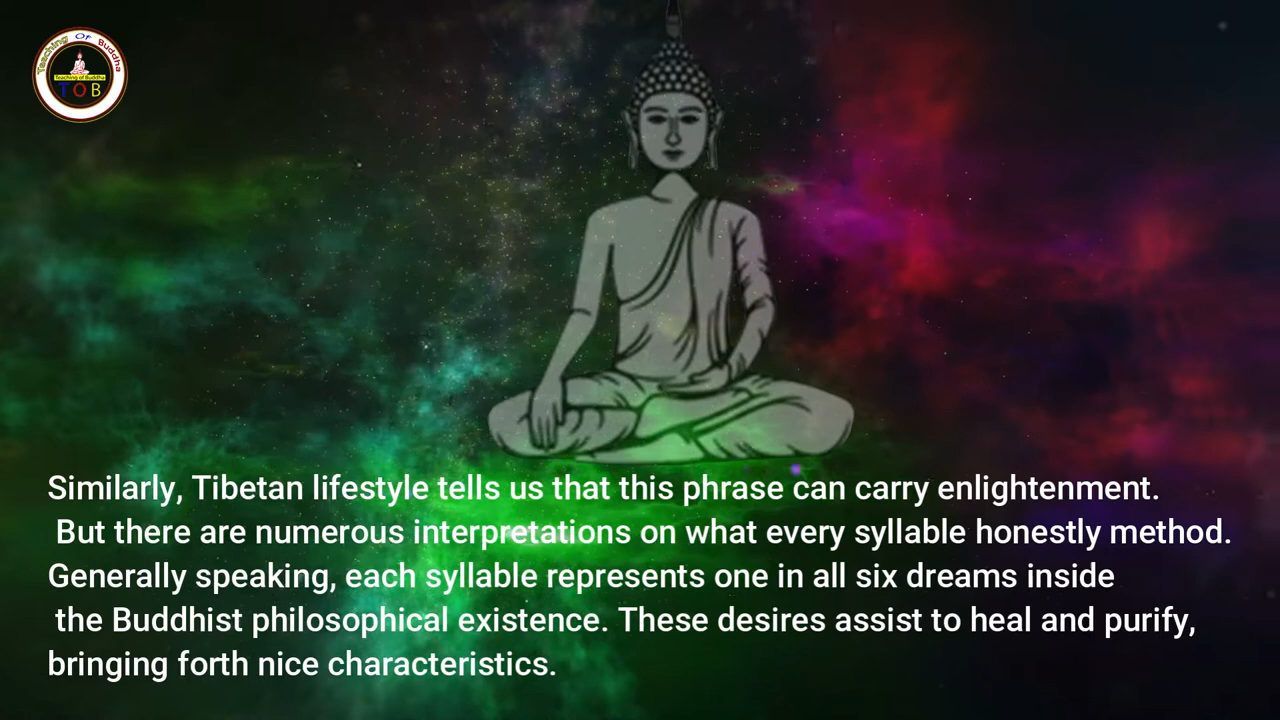 Teaching Of Buddha
Teaching of Buddha
TOB
Similarly, Tibetan lifestyle tells us that this phrase can carry enlightenment.
But there are numerous interpretations on what every syllable honestly method.
Generally speaking, each syllable represents one in all six dreams inside
the Buddhist philosophical existence. These desires assist to heal and purify,
bringing forth nice characteristics.